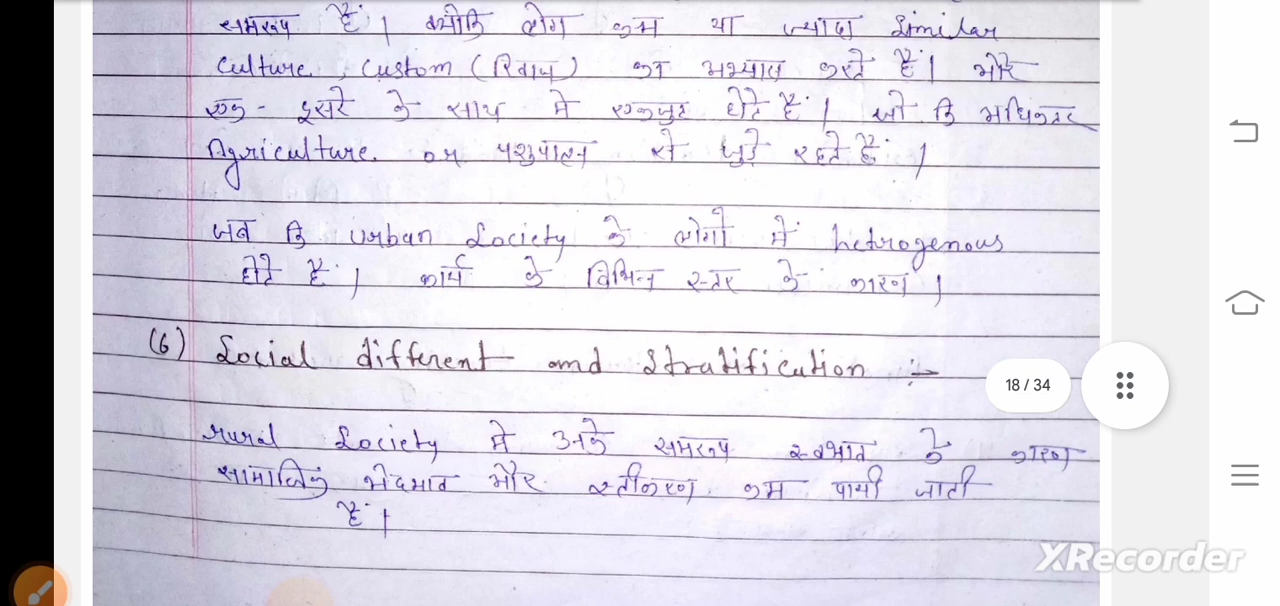 समरूप हैं। क्योकि लोग कम या ज्यादा similar
culture, custom (रिवाज) का अभ्यास करते हैं। और
एक-दूसरे के साथ में एकजुट होते हैं। जो कि अधिकतर
Agriculture or पशुपालन से जुड़े रहते हैं।
जब कि urban society के लोगों में hetrogenous
होते हैं। कार्य के विभिन स्तर के कारण।
(6) Social different and Stratification :-
18 / 34
rural society में उनके समरूप स्वभाव के कारण
सामाजिक भेदभाव और स्तीकरण कम पायी जाती
है।
XRecorder